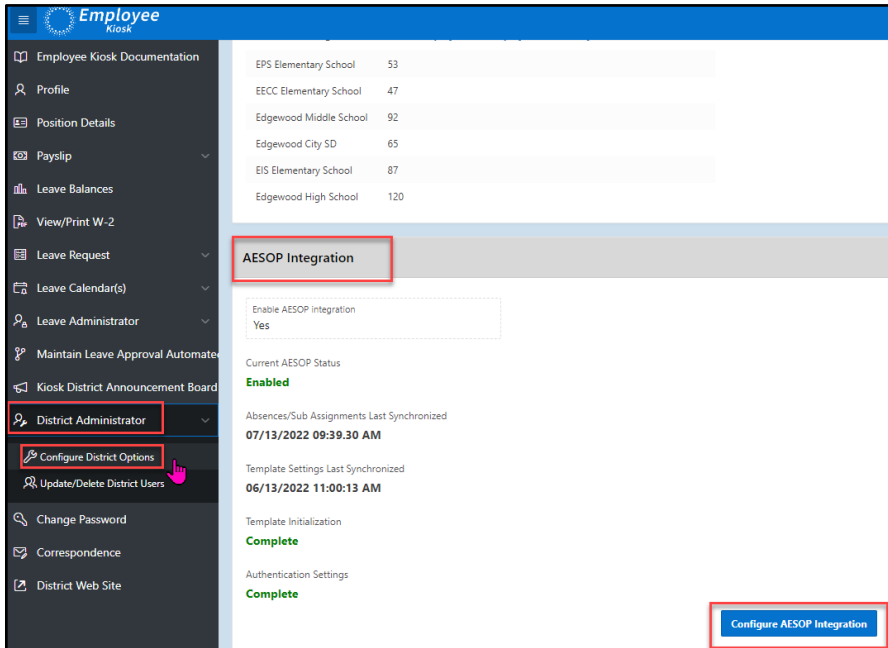 Employee
Kiosk
Employee Kiosk Documentation
Profile
Position Details
Payslip
Leave Balances
View/Print W-2
Leave Request
Leave Calendar(s)
Leave Administrator
Maintain Leave Approval Automate
Kiosk District Announcement Board
District Administrator
Configure District Options
Update/Delete District Users
Change Password
Correspondence
District Web Site
EPS Elementary School 53
EECC Elementary School 47
Edgewood Middle School 92
Edgewood City SD 65
EIS Elementary School 87
Edgewood High School 120
AESOP Integration
Enable AESOP integration
Yes
Current AESOP Status
Enabled
Absences/Sub Assignments Last Synchronized
07/13/2022 09:39.30 AM
Template Settings Last Synchronized
06/13/2022 11:00:13 AM
Template Initialization
Complete
Authentication Settings
Complete
Configure AESOP Integration